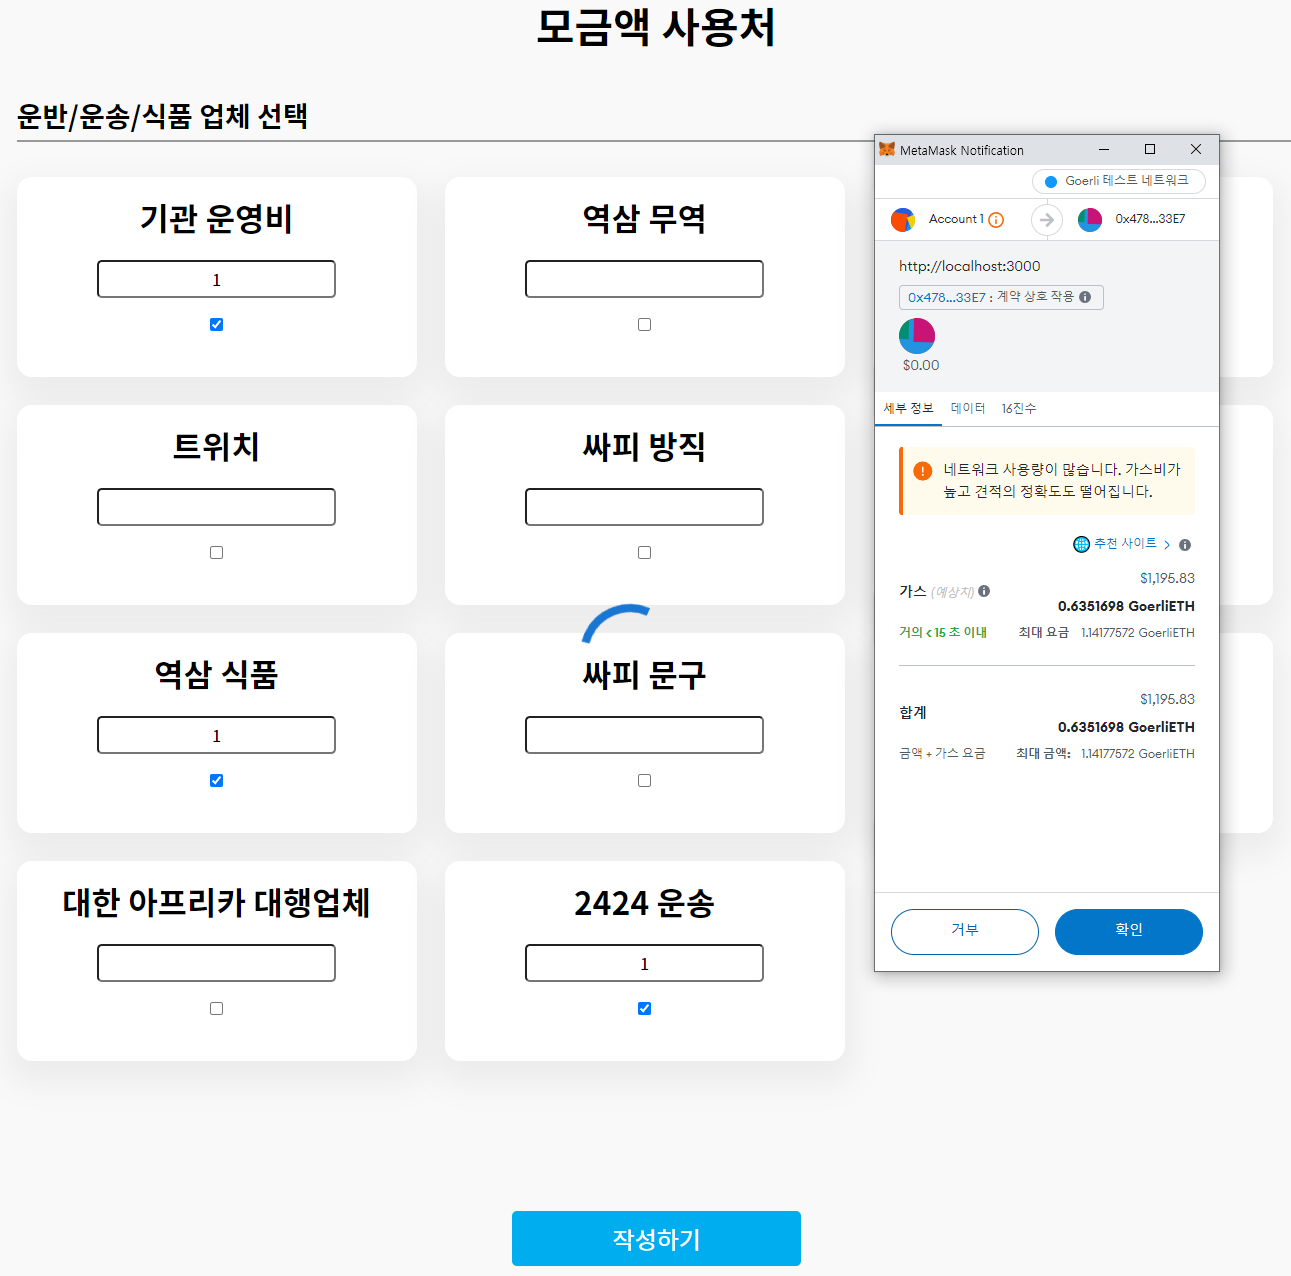 모금액 사용처
운반/운송/식품 업체 선택
기관 운영비
1
역삼 무역
트위치
싸피 방직
역삼 식품
1
싸피 문구
대한 아프리카 대행업체
2424 운송
1
작성하기
MetaMask Notification
Goerli 테스트 네트워크
Account 1
0x478...33E7
http://localhost:3000
0x478...33E7 : 계약 상호 작용
$0.00
세부 정보 데이터 16진수
네트워크 사용량이 많습니다. 가스비가
높고 견적의 정확도도 떨어집니다.
추천 사이트
$1,195.83
가스 (예상치)
0.6351698 GoerliETH
거의 < 15 초 이내 최대 요금 1.14177572 GoerliETH
$1,195.83
합계
0.6351698 GoerliETH
금액 + 가스 요금 최대 금액: 1.14177572 GoerliETH
거부 확인